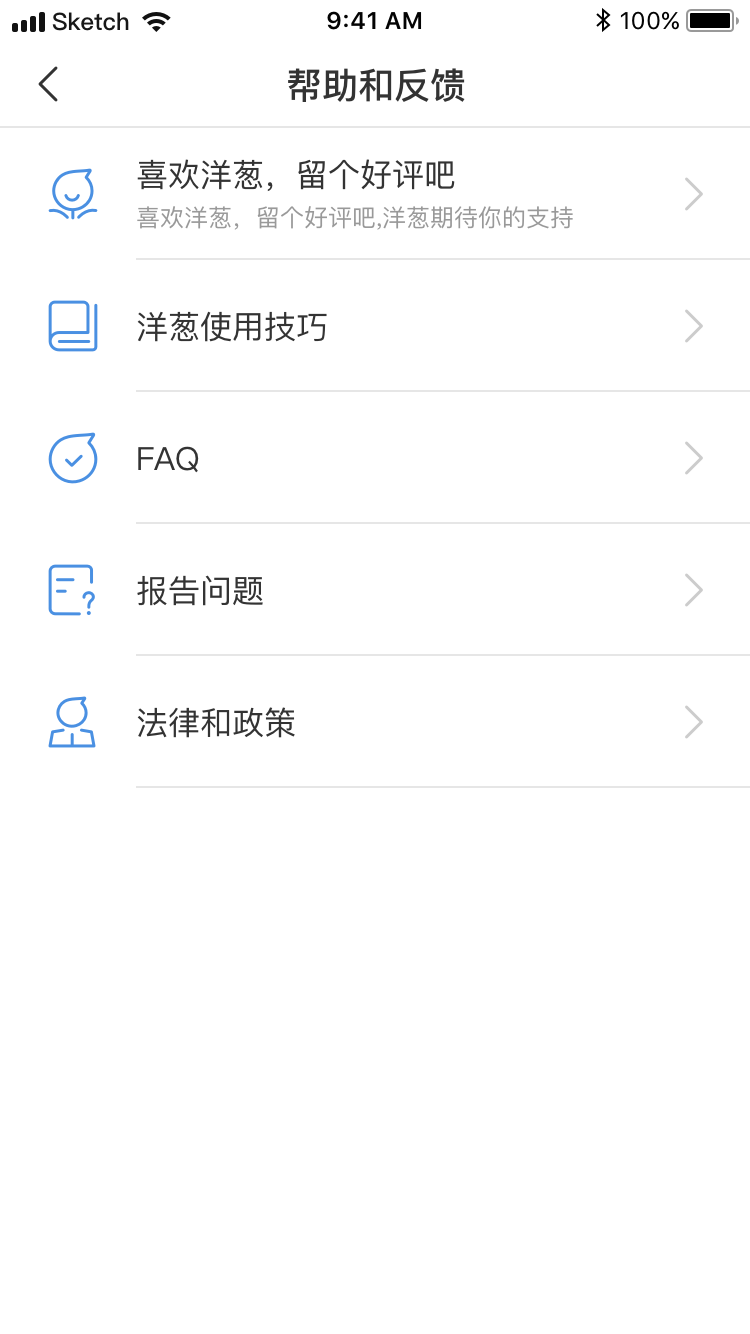 Sketch 9:41 AM 100%
帮助和反馈
喜欢洋葱，留个好评吧
喜欢洋葱，留个好评吧,洋葱期待你的支持
洋葱使用技巧
FAQ
报告问题
法律和政策